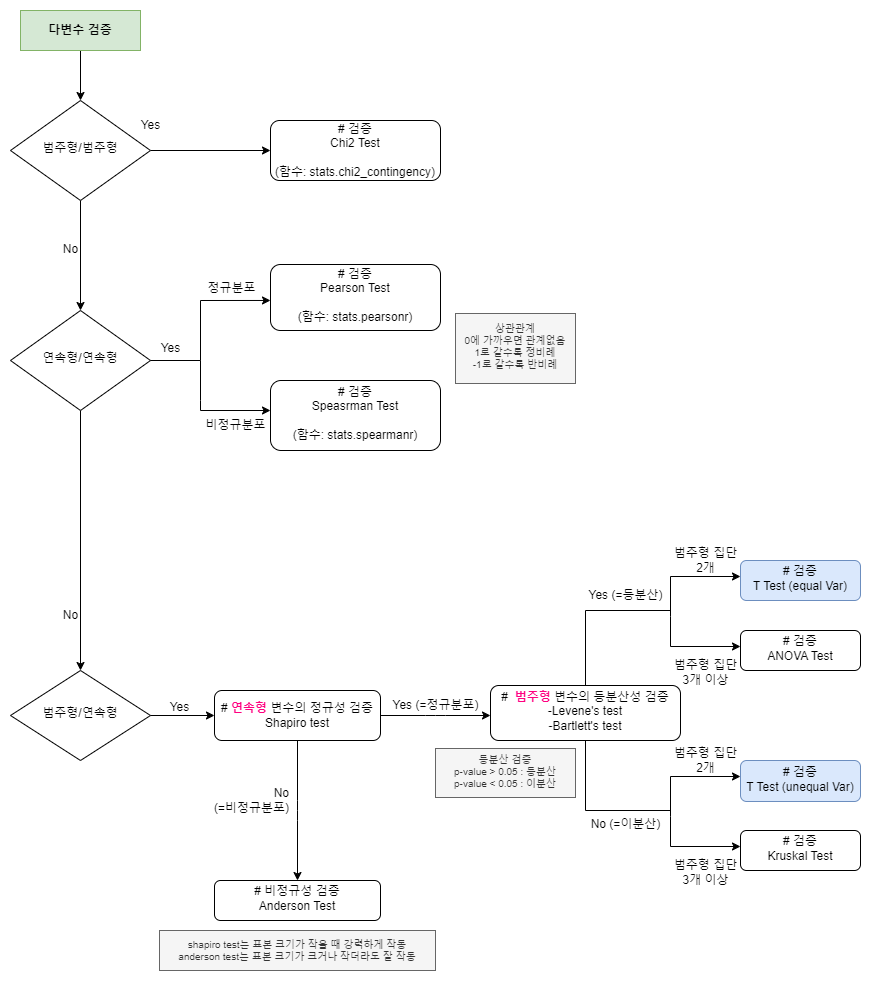 다변수 검증
범주형/범주형
Yes
# 검증
Chi2 Test
(함수: stats.chi2_contingency)
No
연속형/연속형
Yes
정규분포
# 검증
Pearson Test
(함수: stats.pearsonr)
상관관계
0에 가까우면 관계없음
1로 갈수록 정비례
-1로 갈수록 반비례
비정규분포
# 검증
Speasrman Test
(함수: stats.spearmanr)
No
범주형/연속형
Yes
# 연속형 변수의 정규성 검증
Shapiro test
Yes (=정규분포)
# 범주형 변수의 등분산성 검증
-Levene's test
-Bartlett's test
등분산 검증
p-value > 0.05 : 등분산
p-value < 0.05 : 이분산
Yes (=등분산)
범주형 집단
2개
# 검증
T Test (equal Var)
범주형 집단
3개 이상
# 검증
ANOVA Test
No (=이분산)
범주형 집단
2개
# 검증
T Test (unequal Var)
범주형 집단
3개 이상
# 검증
Kruskal Test
No
(=비정규분포)
# 비정규성 검증
Anderson Test
shapiro test는 표본 크기가 작을 때 강력하게 작동
anderson test는 표본 크기가 크거나 작더라도 잘 작동